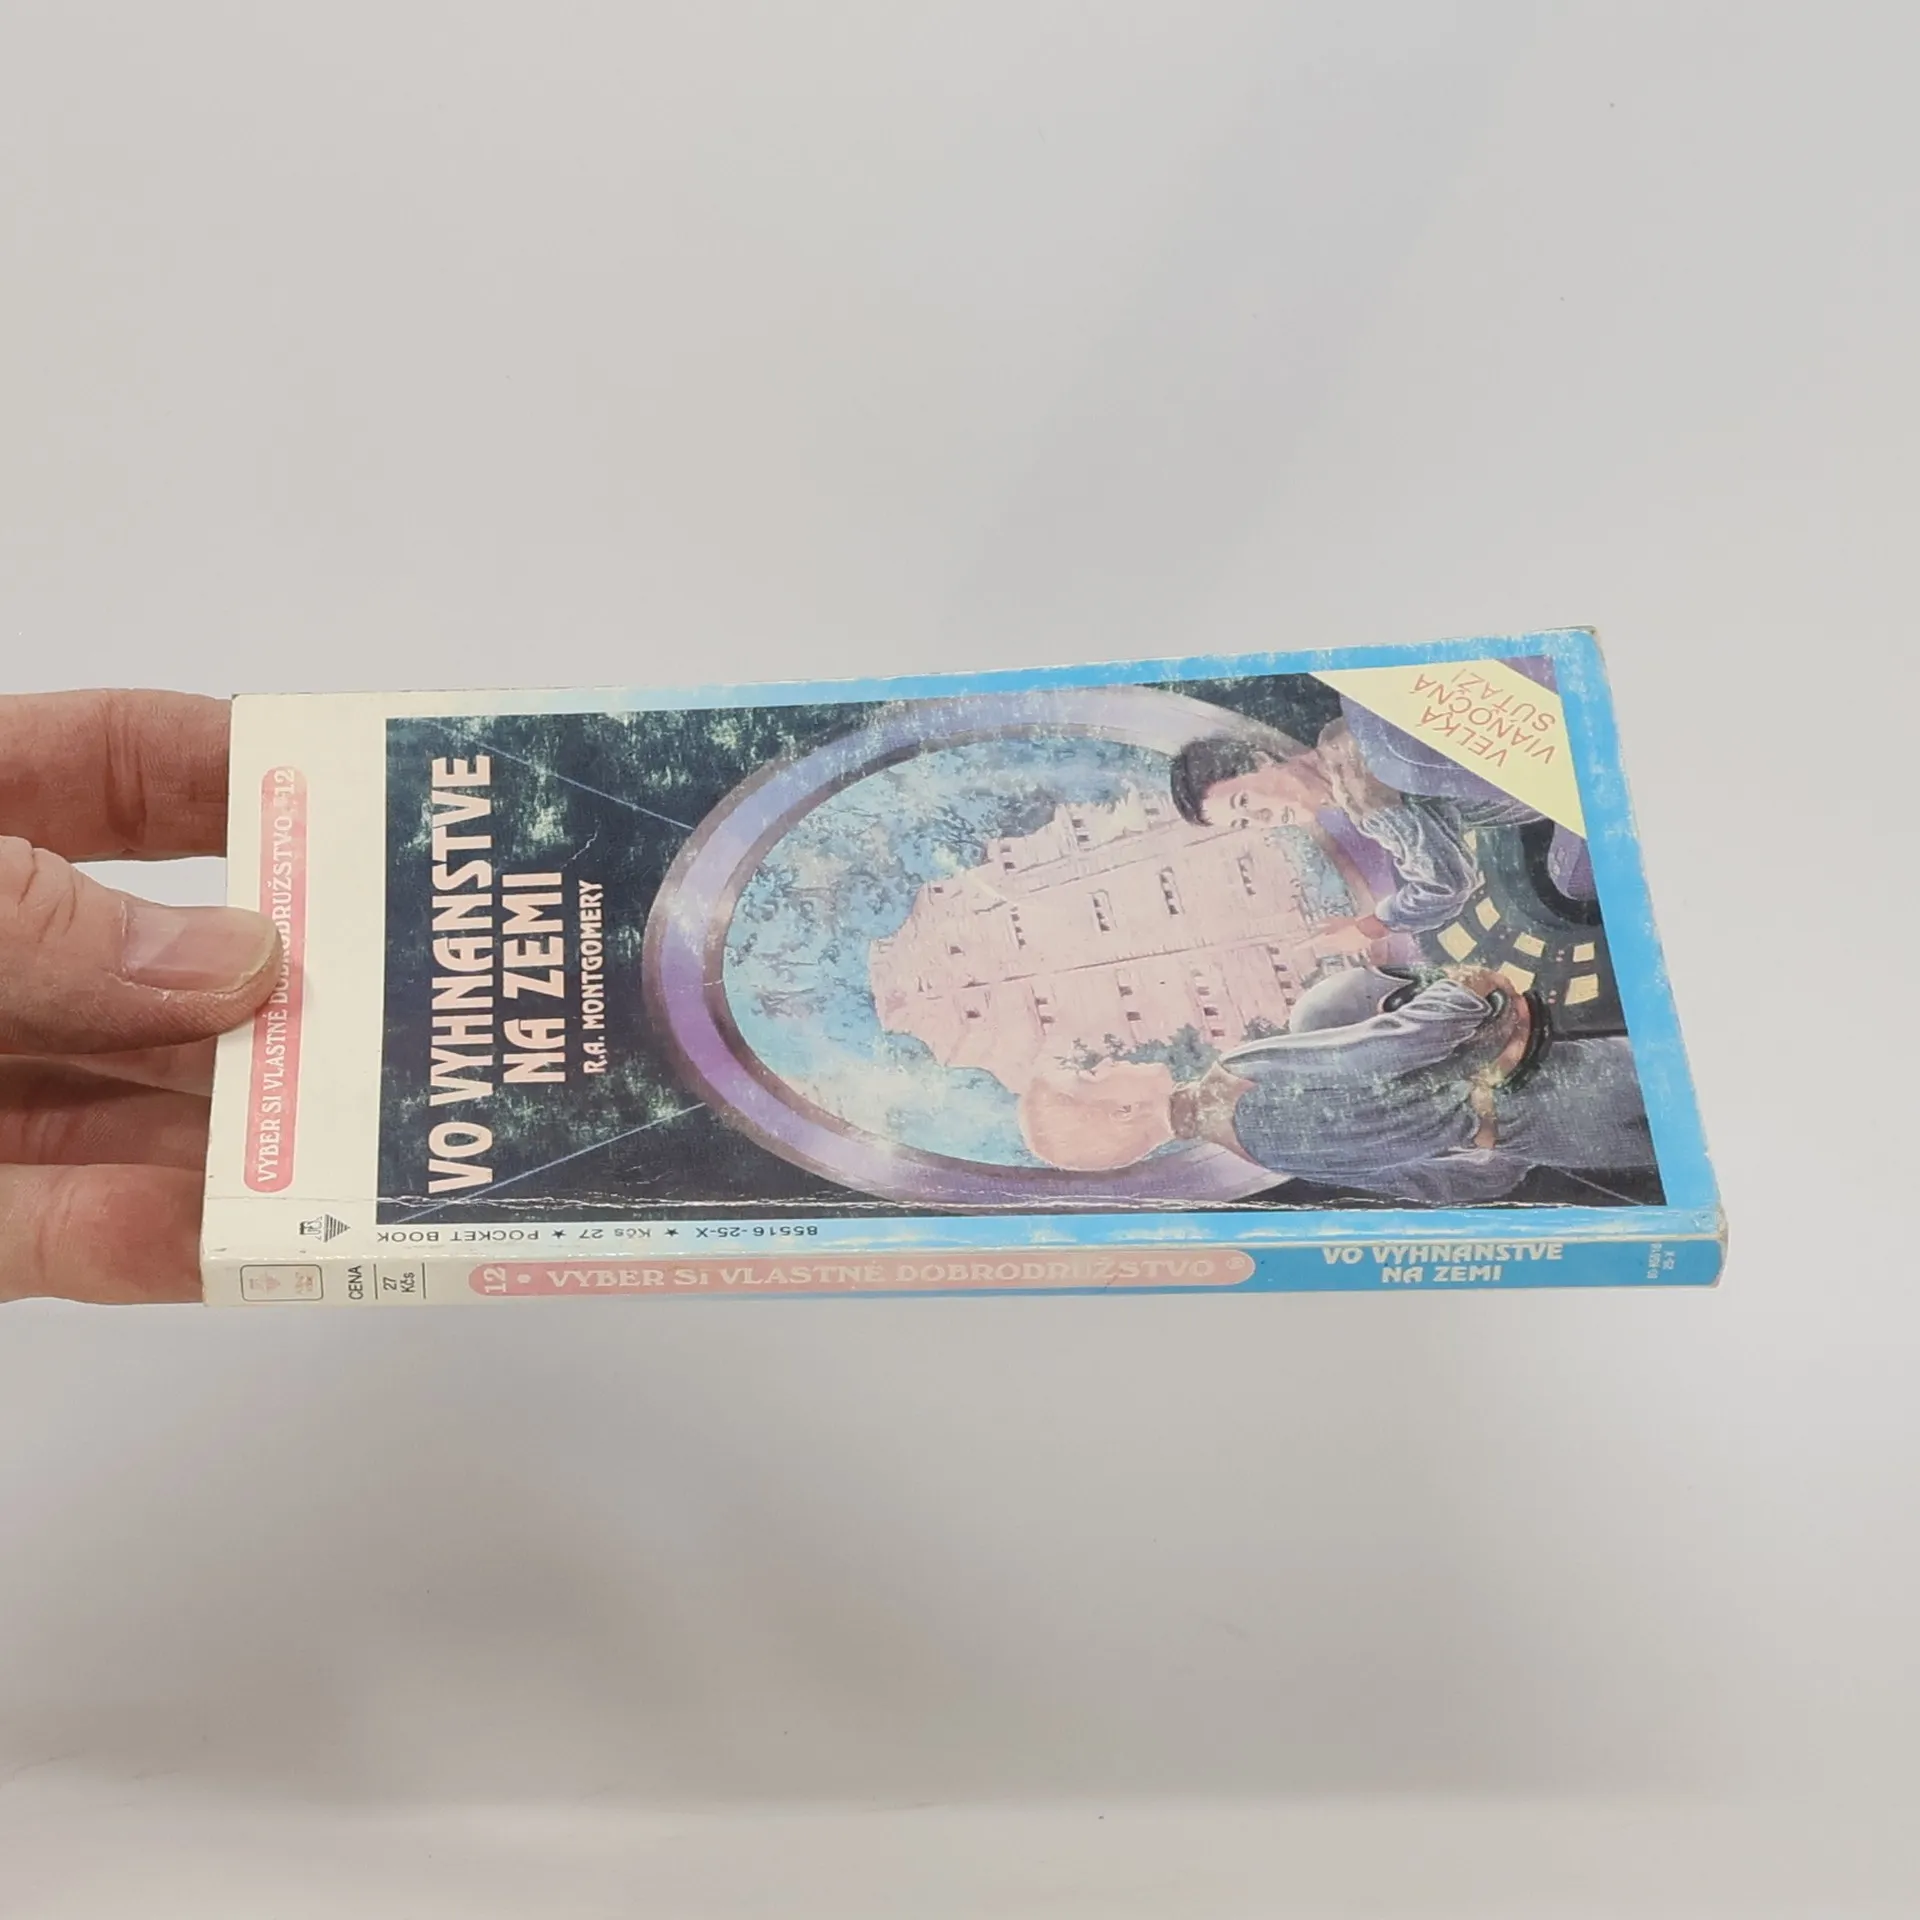 VYBER SI VLASTNÉ DOBRODRUŽSTVO • 12
VO VYHNANSTVE
NA ZEMI
R.A. MONTGOMERY
VEĽKÁ
VIANOČNÁ
SÚŤAŽ!
85516-25-X ★ Kčs 27 ★ POCKET BOOK
CENA
27
Kčs
12 • VYBER SI VLASTNÉ DOBRODRUŽSTVO®
VO VYHNANSTVE
NA ZEMI
25-X